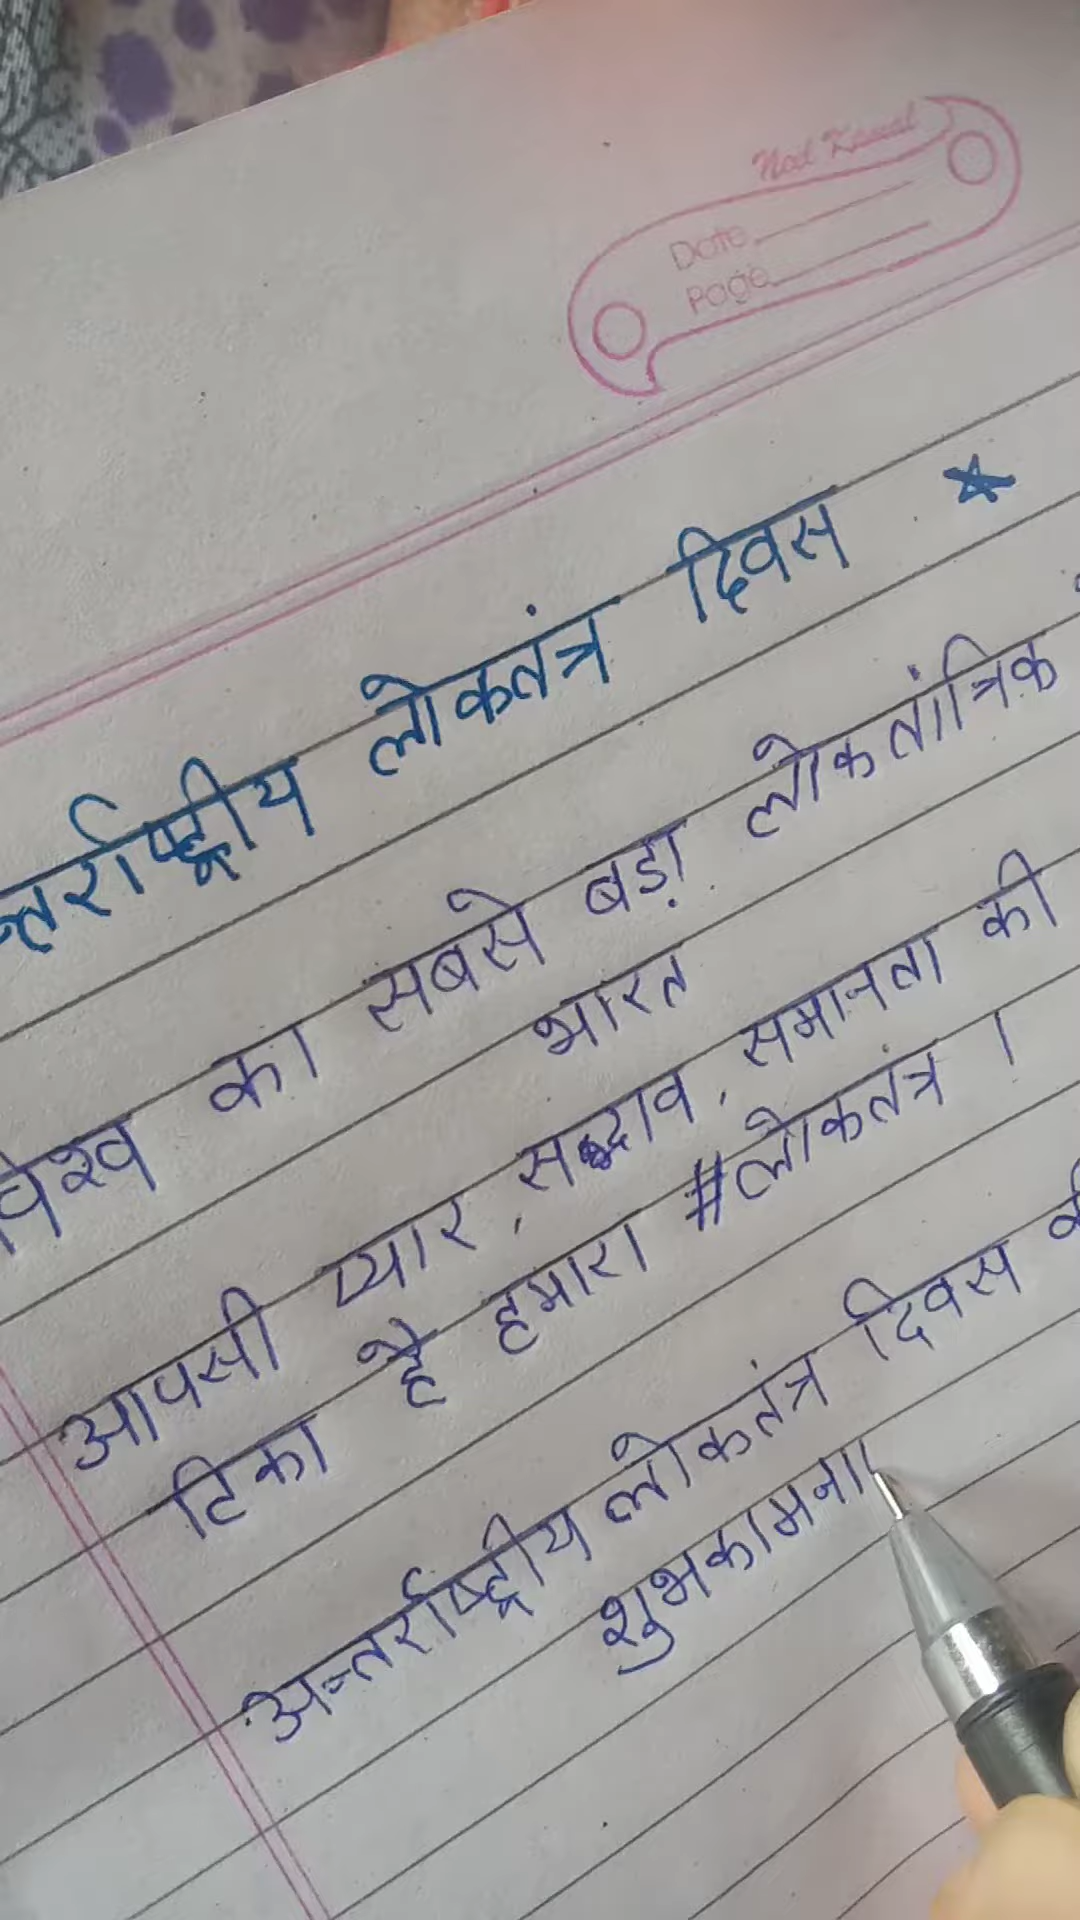 Date
Page
न्तर्राष्ट्रीय लोकतंत्र दिवस
का सबसे बड़ा लोकतांत्रिक
भारत
आपसी प्यार, सद्भाव, समानता की
टिका है हमारा #लोकतंत्र ।
अन्तर्राष्ट्रीय लोकतंत्र दिवस
शुभकामना